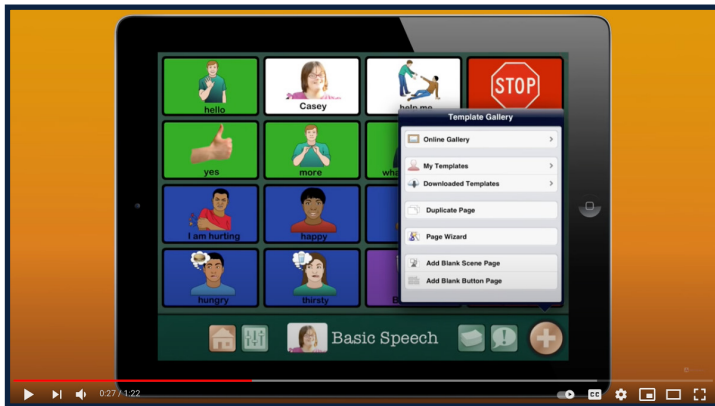 hello
Casey
help me
STOP
Template Gallery
Online Gallery
yes
more
My Templates
Downloaded Templates
Duplicate Page
Page Wizard
I am hurting
happy
Add Blank Scene Page
Add Blank Button Page
hungry
thirsty
Basic Speech
0:27 / 1:22
CC